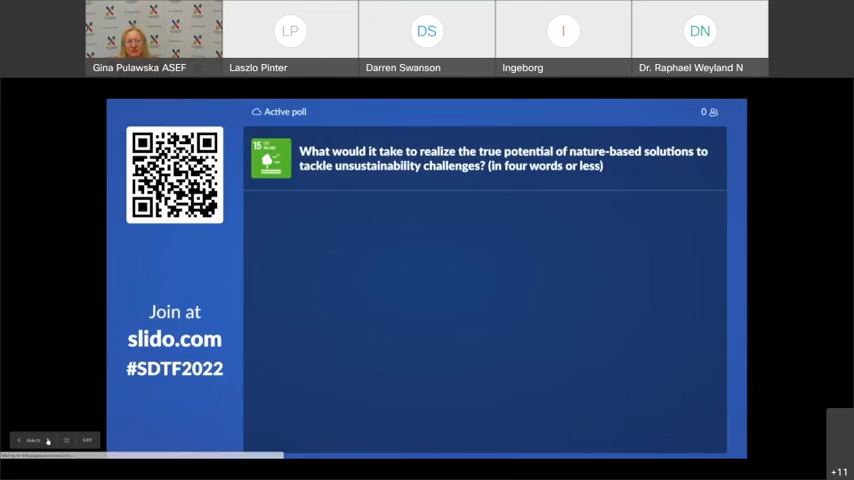 LP
DS
I
DN
Gina Pulawska ASEF
Laszlo Pinter
Darren Swanson
Ingeborg
Dr. Raphael Weyland N
Active poll
0
15
What would it take to realize the true potential of nature-based solutions to
tackle unsustainability challenges? (in four words or less)
Join at
slido.com
#SDTF2022
EXIT
+11